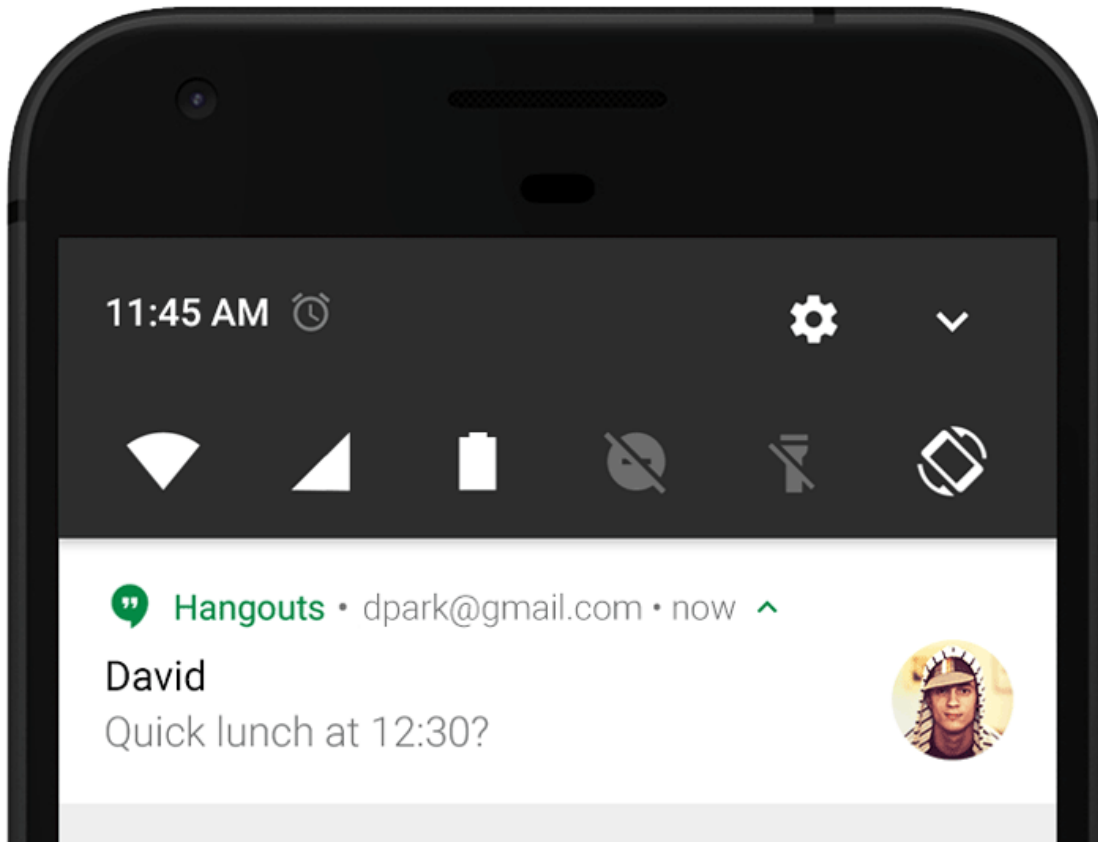 11:45 AM
Hangouts • dpark@gmail.com • now
David
Quick lunch at 12:30?